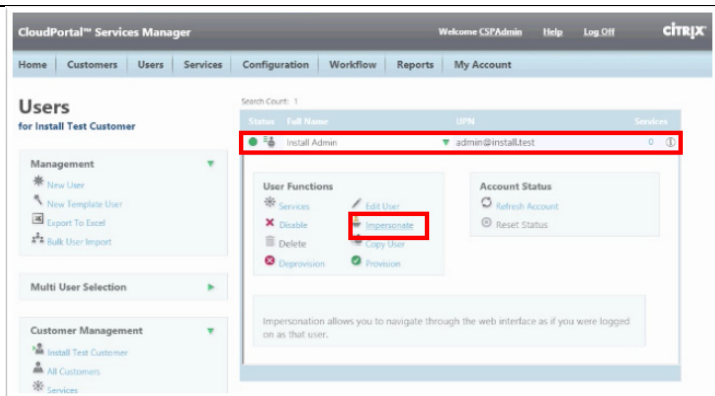 CloudPortal™ Services Manager
Welcome CSPAdmin Help Log Off
CITRIX
Home Customers Users Services Configuration Workflow Reports My Account
Users
for Install Test Customer
Management
New User
New Template User
Export To Excel
Bulk User Import
Multi User Selection
Customer Management
Install Test Customer
All Customers
Services
Search Count: 1
Status Full Name UPN Services
Install Admin admin@install.test 0
User Functions
Services Edit User
Disable Impersonate
Delete Copy User
Deprovision Provision
Account Status
Refresh Account
Reset Status
Impersonation allows you to navigate through the web interface as if you were logged
on as that user.